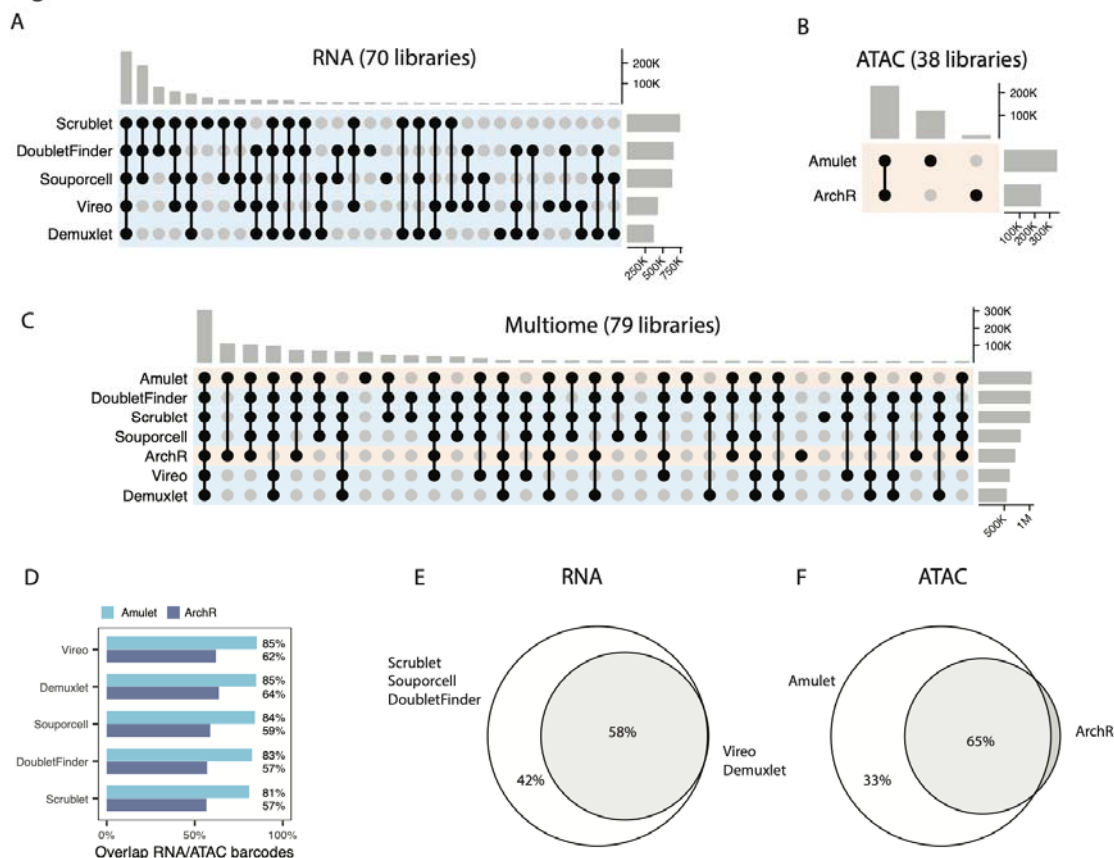 A
RNA (70 libraries)
200K
100K
Scrublet
DoubletFinder
Souporcell
Vireo
Demuxlet
250K
500K
750K
B
ATAC (38 libraries)
200K
100K
Amulet
ArchR
100K
200K
300K
C
Multiome (79 libraries)
300K
200K
100K
Amulet
DoubletFinder
Scrublet
Souporcell
ArchR
Vireo
Demuxlet
500K
1M
D
Amulet ArchR
Vireo 85%
62%
Demuxlet 85%
64%
Souporcell 84%
59%
DoubletFinder 83%
57%
Scrublet 81%
57%
0% 50% 100%
Overlap RNA/ATAC barcodes
E RNA
Scrublet
Souporcell
DoubletFinder
58%
42%
Vireo
Demuxlet
F ATAC
Amulet
ArchR
65%
33%